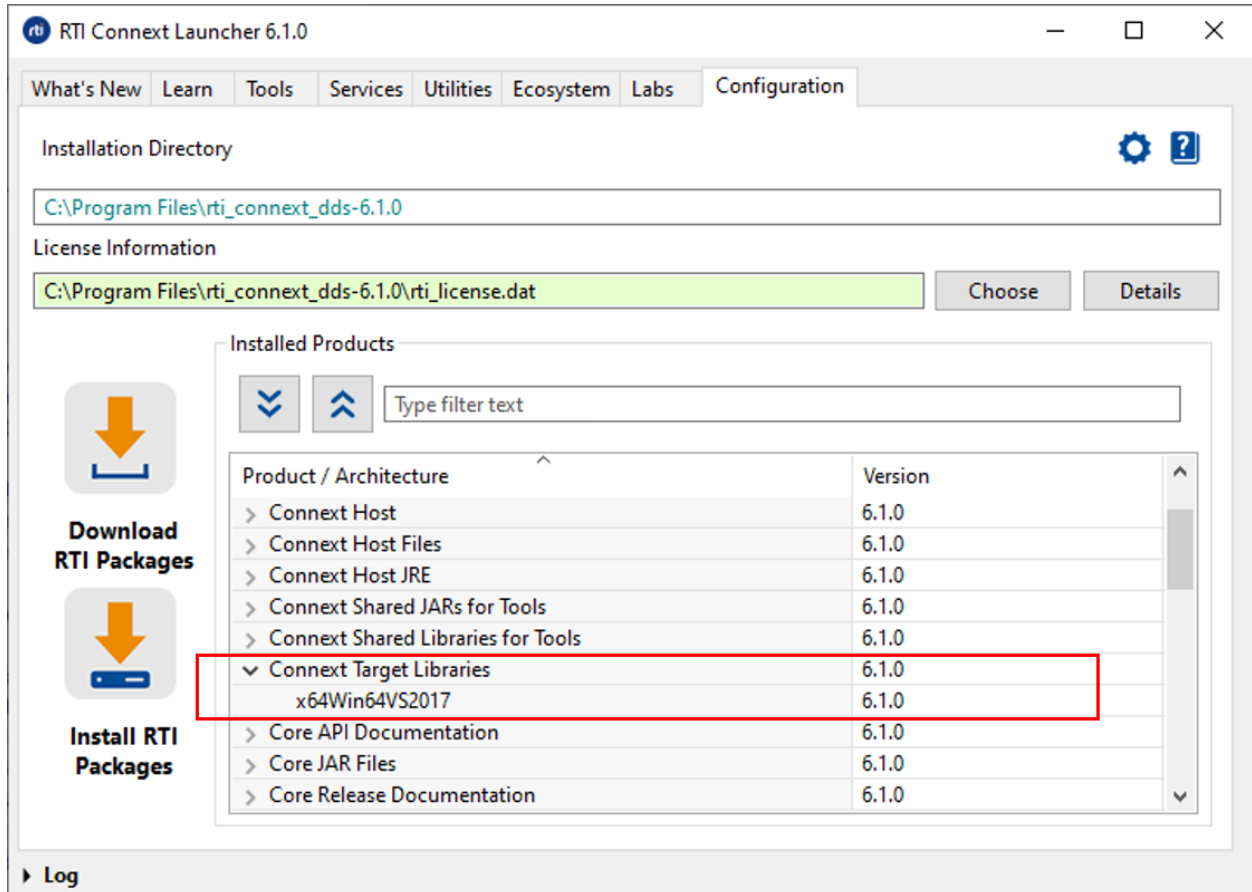 rti RTI Connext Launcher 6.1.0
What's New Learn Tools Services Utilities Ecosystem Labs Configuration
Installation Directory
?
C:\Program Files\rti_connext_dds-6.1.0
License Information
C:\Program Files\rti_connext_dds-6.1.0\rti_license.dat Choose Details
Installed Products
Type filter text
Download
RTI Packages
Install RTI
Packages
Product / Architecture Version
Connext Host 6.1.0
Connext Host Files 6.1.0
Connext Host JRE 6.1.0
Connext Shared JARs for Tools 6.1.0
Connext Shared Libraries for Tools 6.1.0
Connext Target Libraries 6.1.0
x64Win64VS2017 6.1.0
Core API Documentation 6.1.0
Core JAR Files 6.1.0
Core Release Documentation 6.1.0
Log